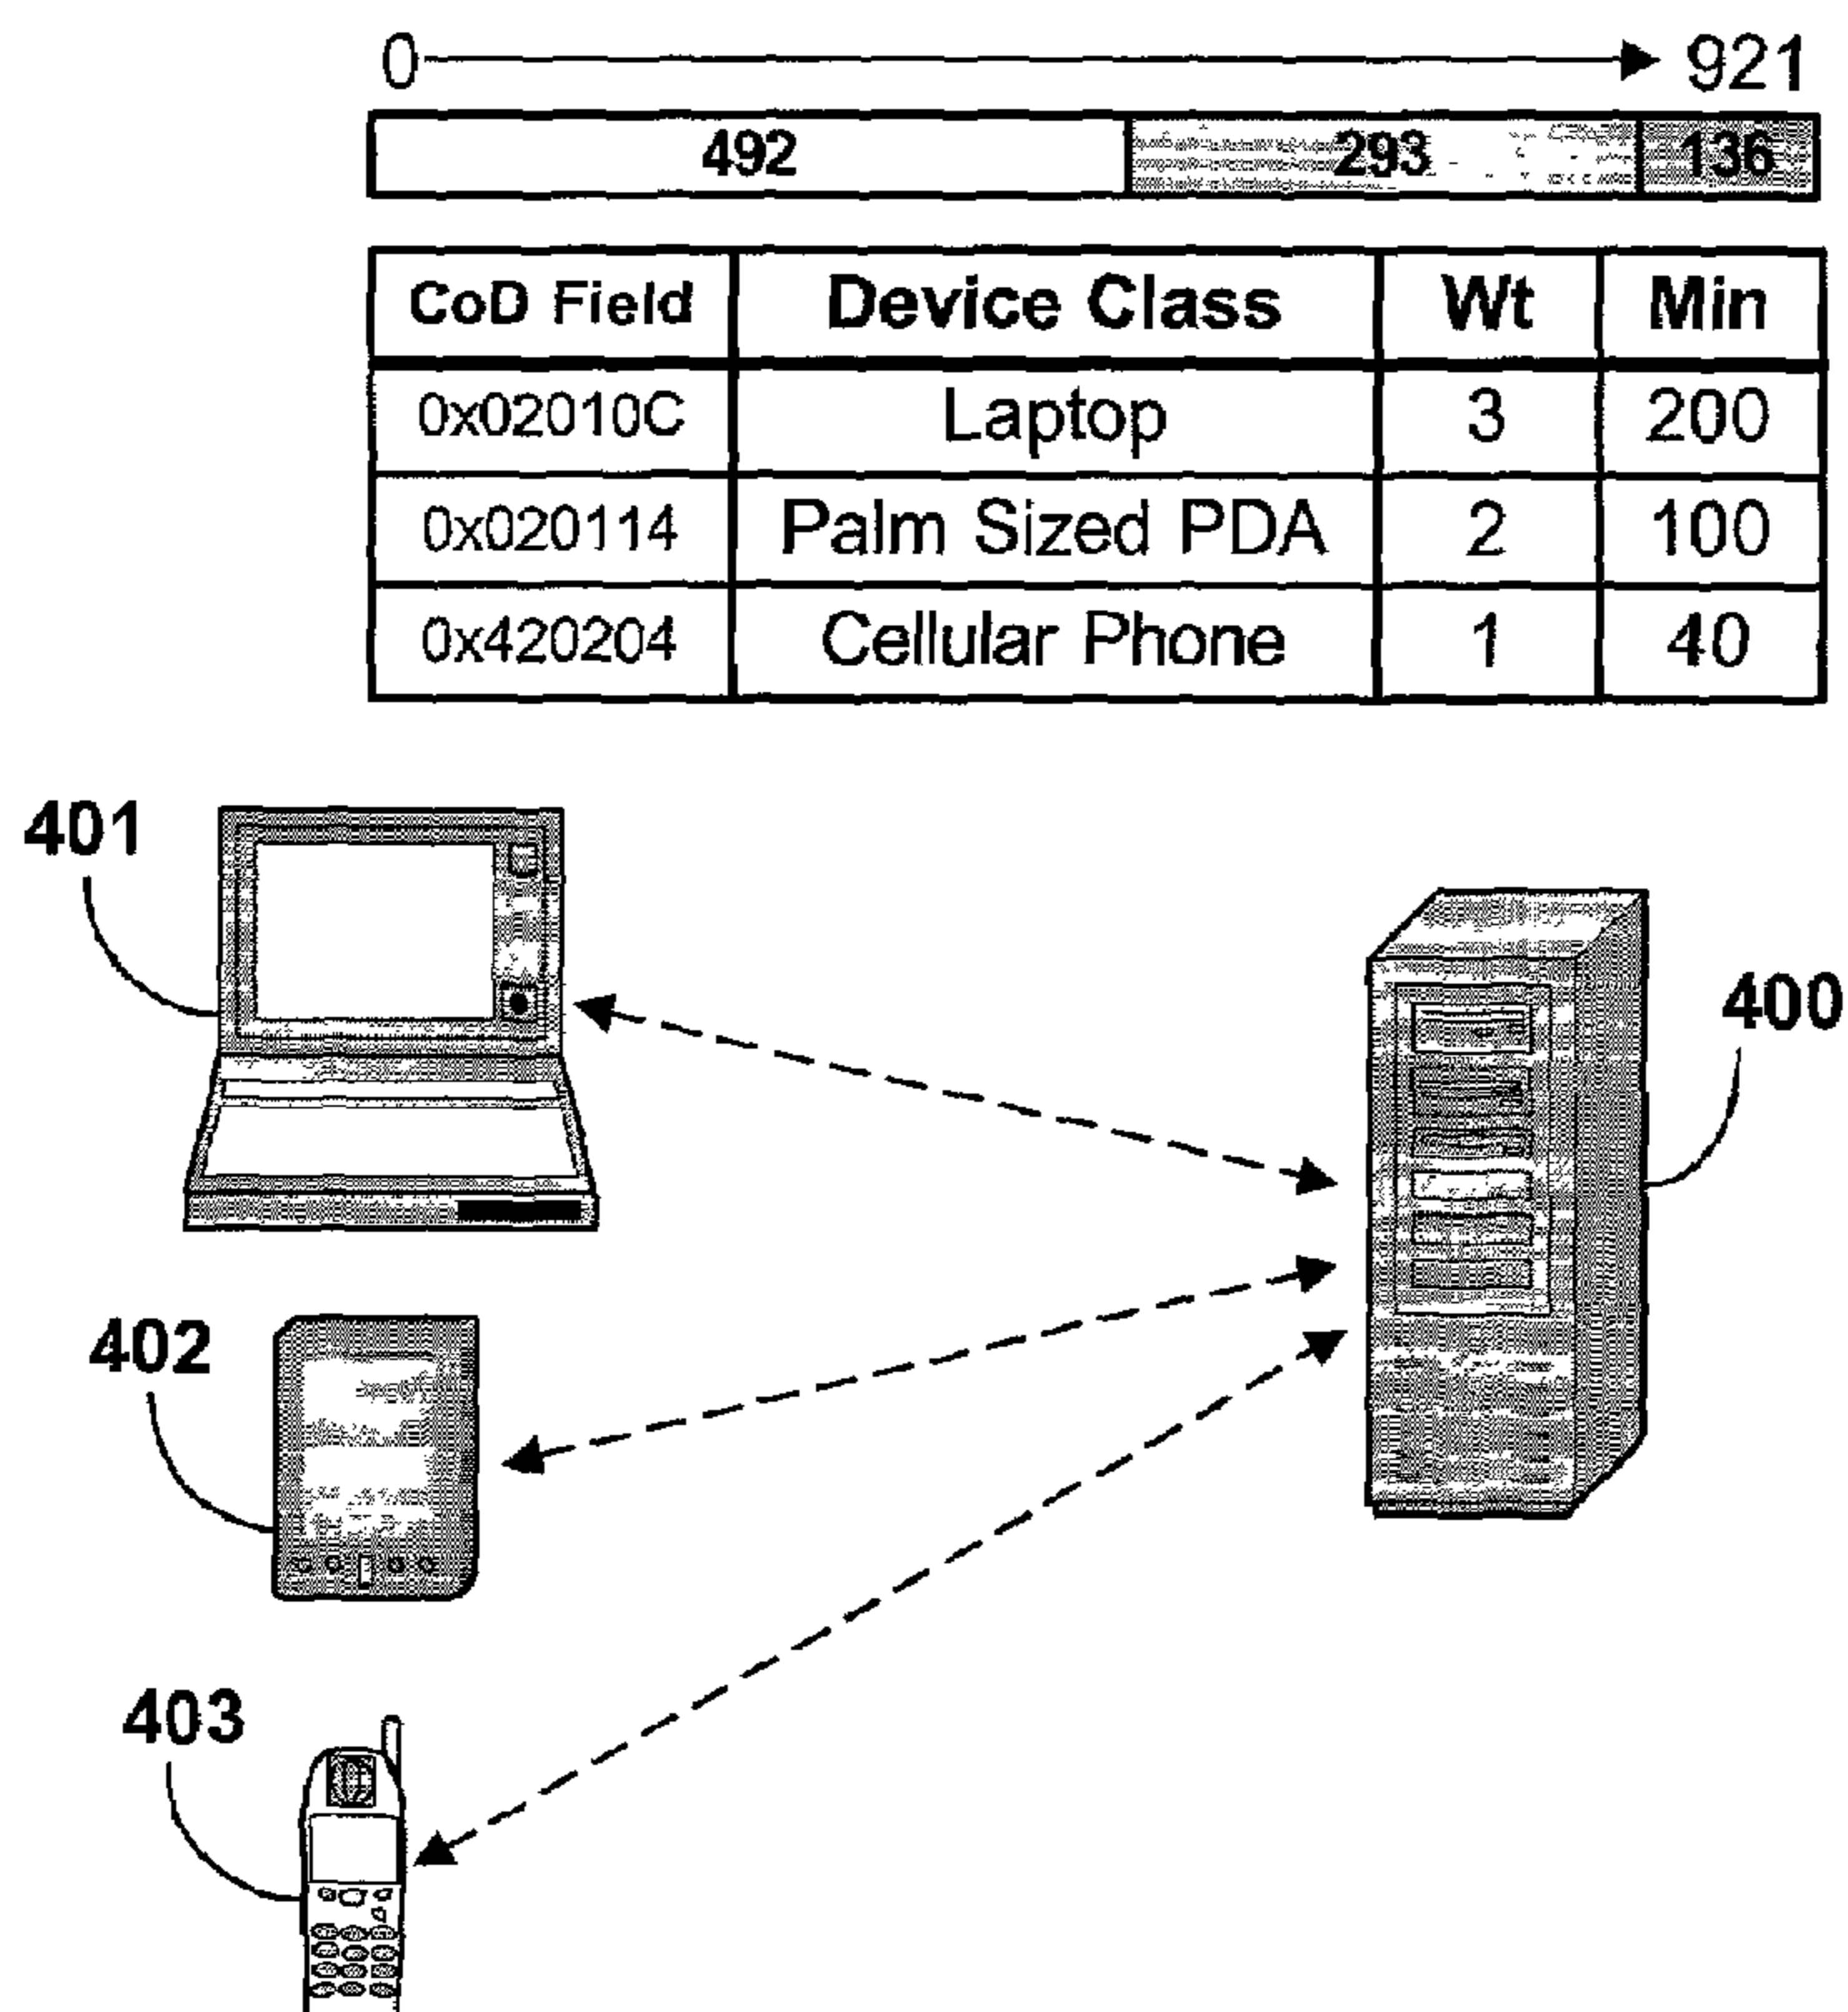 0 921
492 293 136
CoD Field Device Class Wt Min
0x02010C Laptop 3 200
0x020114 Palm Sized PDA 2 100
0x420204 Cellular Phone 1 40
401
400
402
403